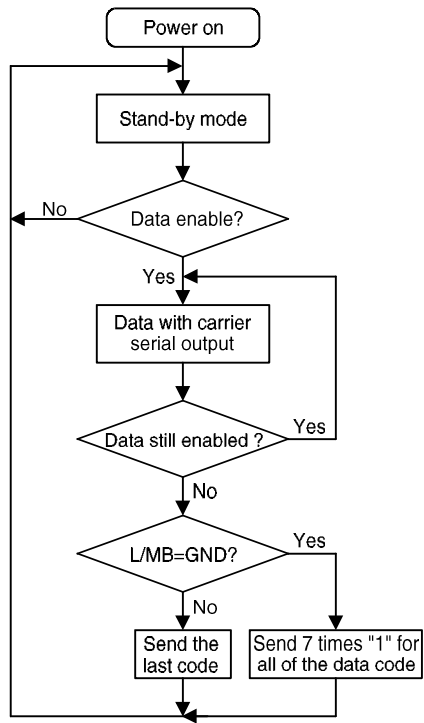 Power on
Stand-by mode
No
Data enable?
Yes
Data with carrier
serial output
Yes
Data still enabled ?
No
Yes
L/MB=GND?
No
Send the
last code
Send 7 times "1" for
all of the data code